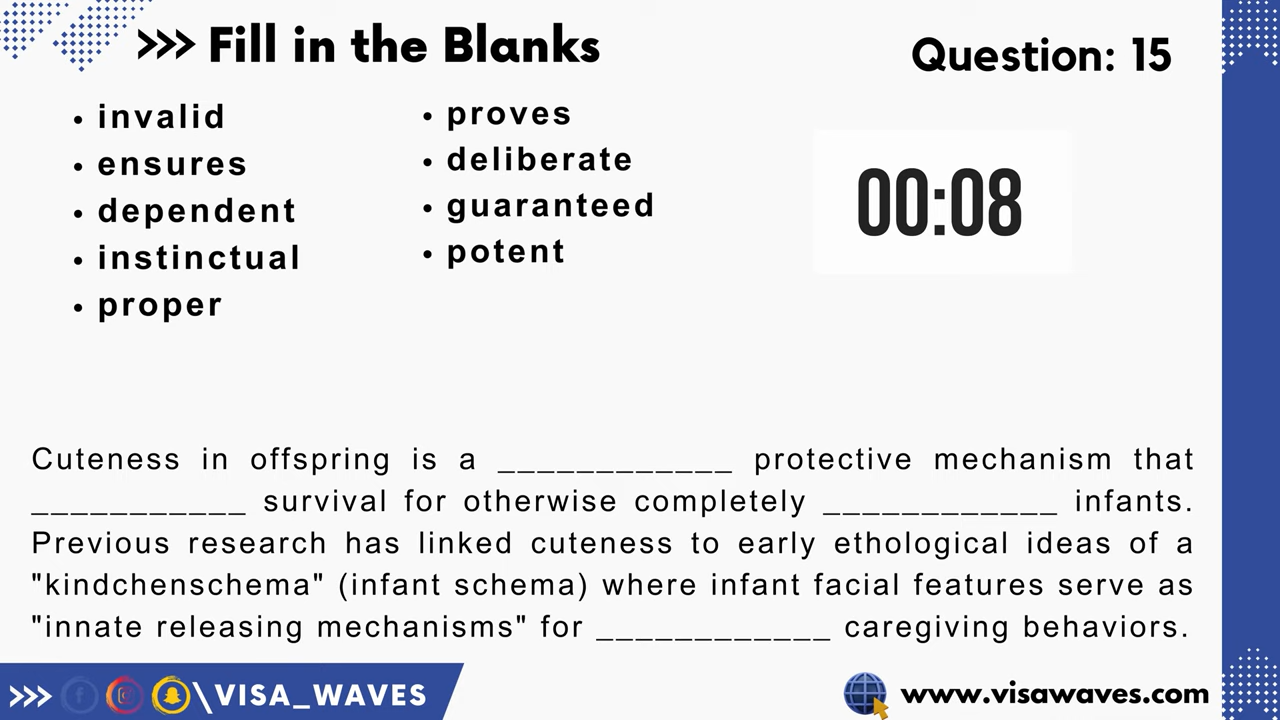 >>> Fill in the Blanks
Question: 15
• invalid
• ensures
• dependent
• instinctual
• proper
• proves
• deliberate
• guaranteed
• potent
00:08
Cuteness in offspring is a ____________ protective mechanism that
___________ survival for otherwise completely ____________ infants.
Previous research has linked cuteness to early ethological ideas of a
"kindchenschema" (infant schema) where infant facial features serve as
"innate releasing mechanisms" for ____________ caregiving behaviors.
>>> \VISA_WAVES
www.visawaves.com